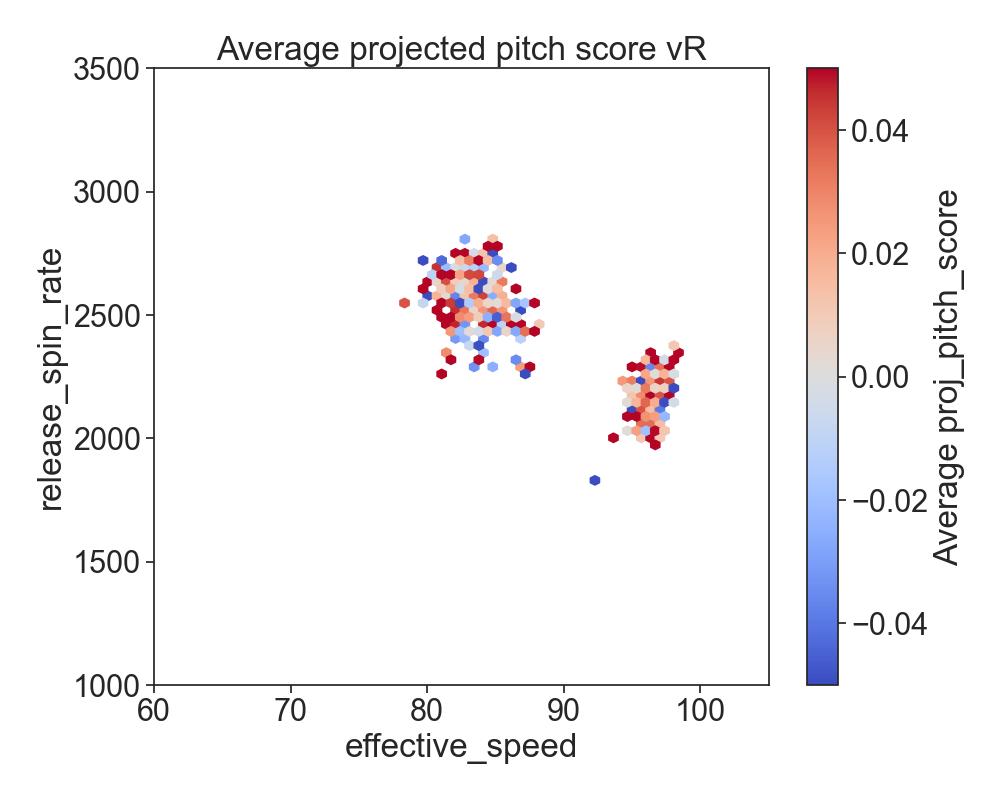 Average projected pitch score vR
3500
3000
2500
2000
1500
1000
release_spin_rate
60 70 80 90 100
effective_speed
0.04
0.02
0.00
−0.02
−0.04
Average proj_pitch_score